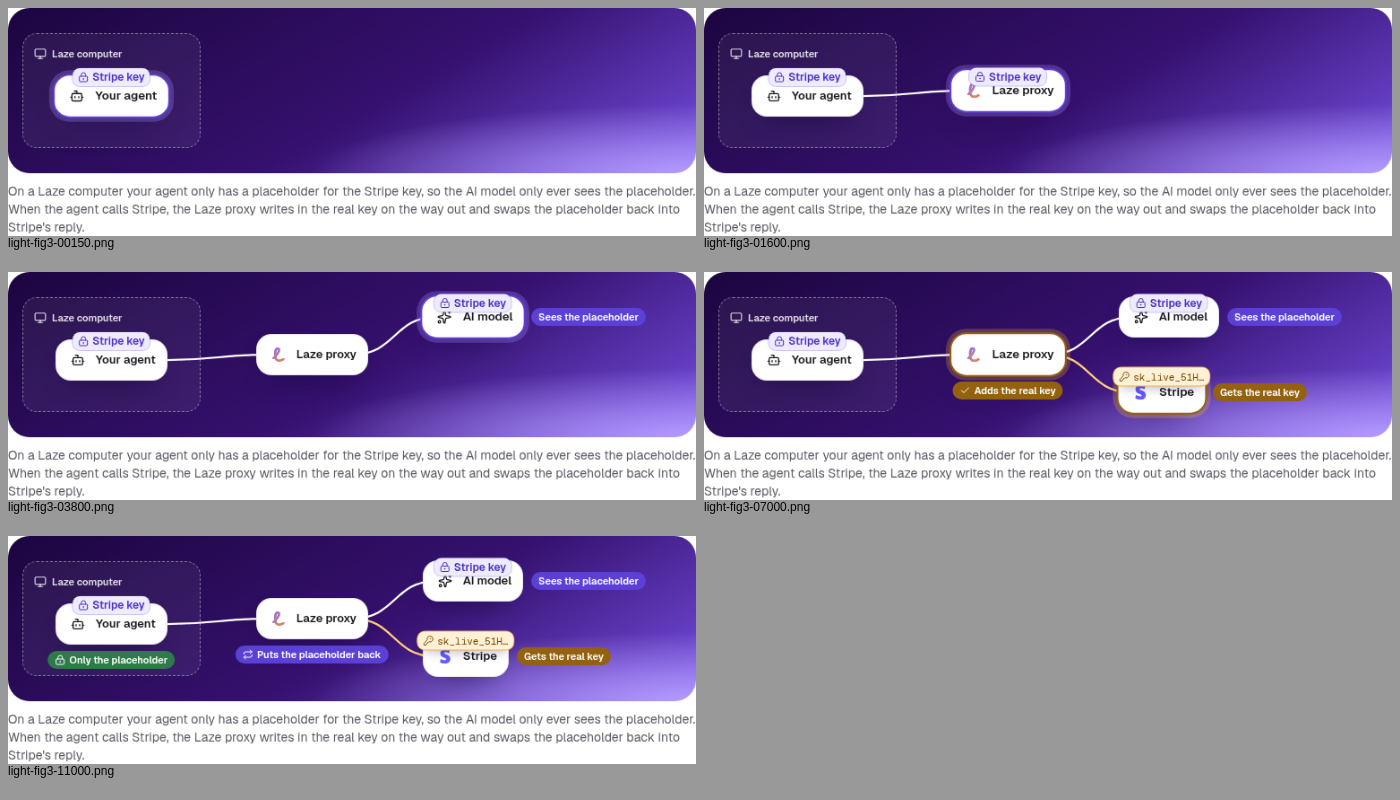 Laze computer
Stripe key
Your agent
On a Laze computer your agent only has a placeholder for the Stripe key, so the AI model only ever sees the placeholder.
When the agent calls Stripe, the Laze proxy writes in the real key on the way out and swaps the placeholder back into
Stripe's reply.
light-fig3-00150.png
Laze computer
Stripe key
Your agent
Stripe key
Laze proxy
On a Laze computer your agent only has a placeholder for the Stripe key, so the AI model only ever sees the placeholder.
When the agent calls Stripe, the Laze proxy writes in the real key on the way out and swaps the placeholder back into
Stripe's reply.
light-fig3-01600.png
Laze computer
Stripe key
Your agent
Laze proxy
Stripe key
AI model
Sees the placeholder
On a Laze computer your agent only has a placeholder for the Stripe key, so the AI model only ever sees the placeholder.
When the agent calls Stripe, the Laze proxy writes in the real key on the way out and swaps the placeholder back into
Stripe's reply.
light-fig3-03800.png
Laze computer
Stripe key
Your agent
Laze proxy
Adds the real key
Stripe key
AI model
Sees the placeholder
sk_live_51H…
Stripe
Gets the real key
On a Laze computer your agent only has a placeholder for the Stripe key, so the AI model only ever sees the placeholder.
When the agent calls Stripe, the Laze proxy writes in the real key on the way out and swaps the placeholder back into
Stripe's reply.
light-fig3-07000.png
Laze computer
Stripe key
Your agent
Only the placeholder
Laze proxy
Puts the placeholder back
Stripe key
AI model
Sees the placeholder
sk_live_51H…
Stripe
Gets the real key
On a Laze computer your agent only has a placeholder for the Stripe key, so the AI model only ever sees the placeholder.
When the agent calls Stripe, the Laze proxy writes in the real key on the way out and swaps the placeholder back into
Stripe's reply.
light-fig3-11000.png